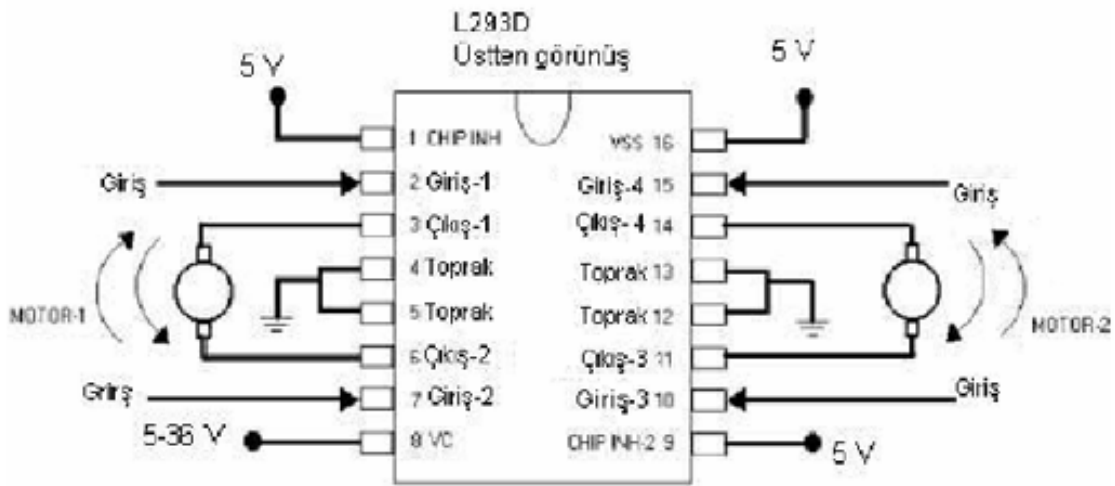 L293D
Üstten görünüş
5 V
5 V
1 CHIP INH
VSS 16
Giriş
2 Giriş-1
Giriş-4 15
Giriş
3 Çıkış-1
Çıkış-4 14
4 Toprak
Toprak 13
MOTOR-1
5 Toprak
Toprak 12
MOTOR-2
6 Çıkış-2
Çıkış-3 11
Giriş
7 Giriş-2
Giriş-3 10
Giriş
5-36 V
8 VC
CHIP INH-2 9
5 V